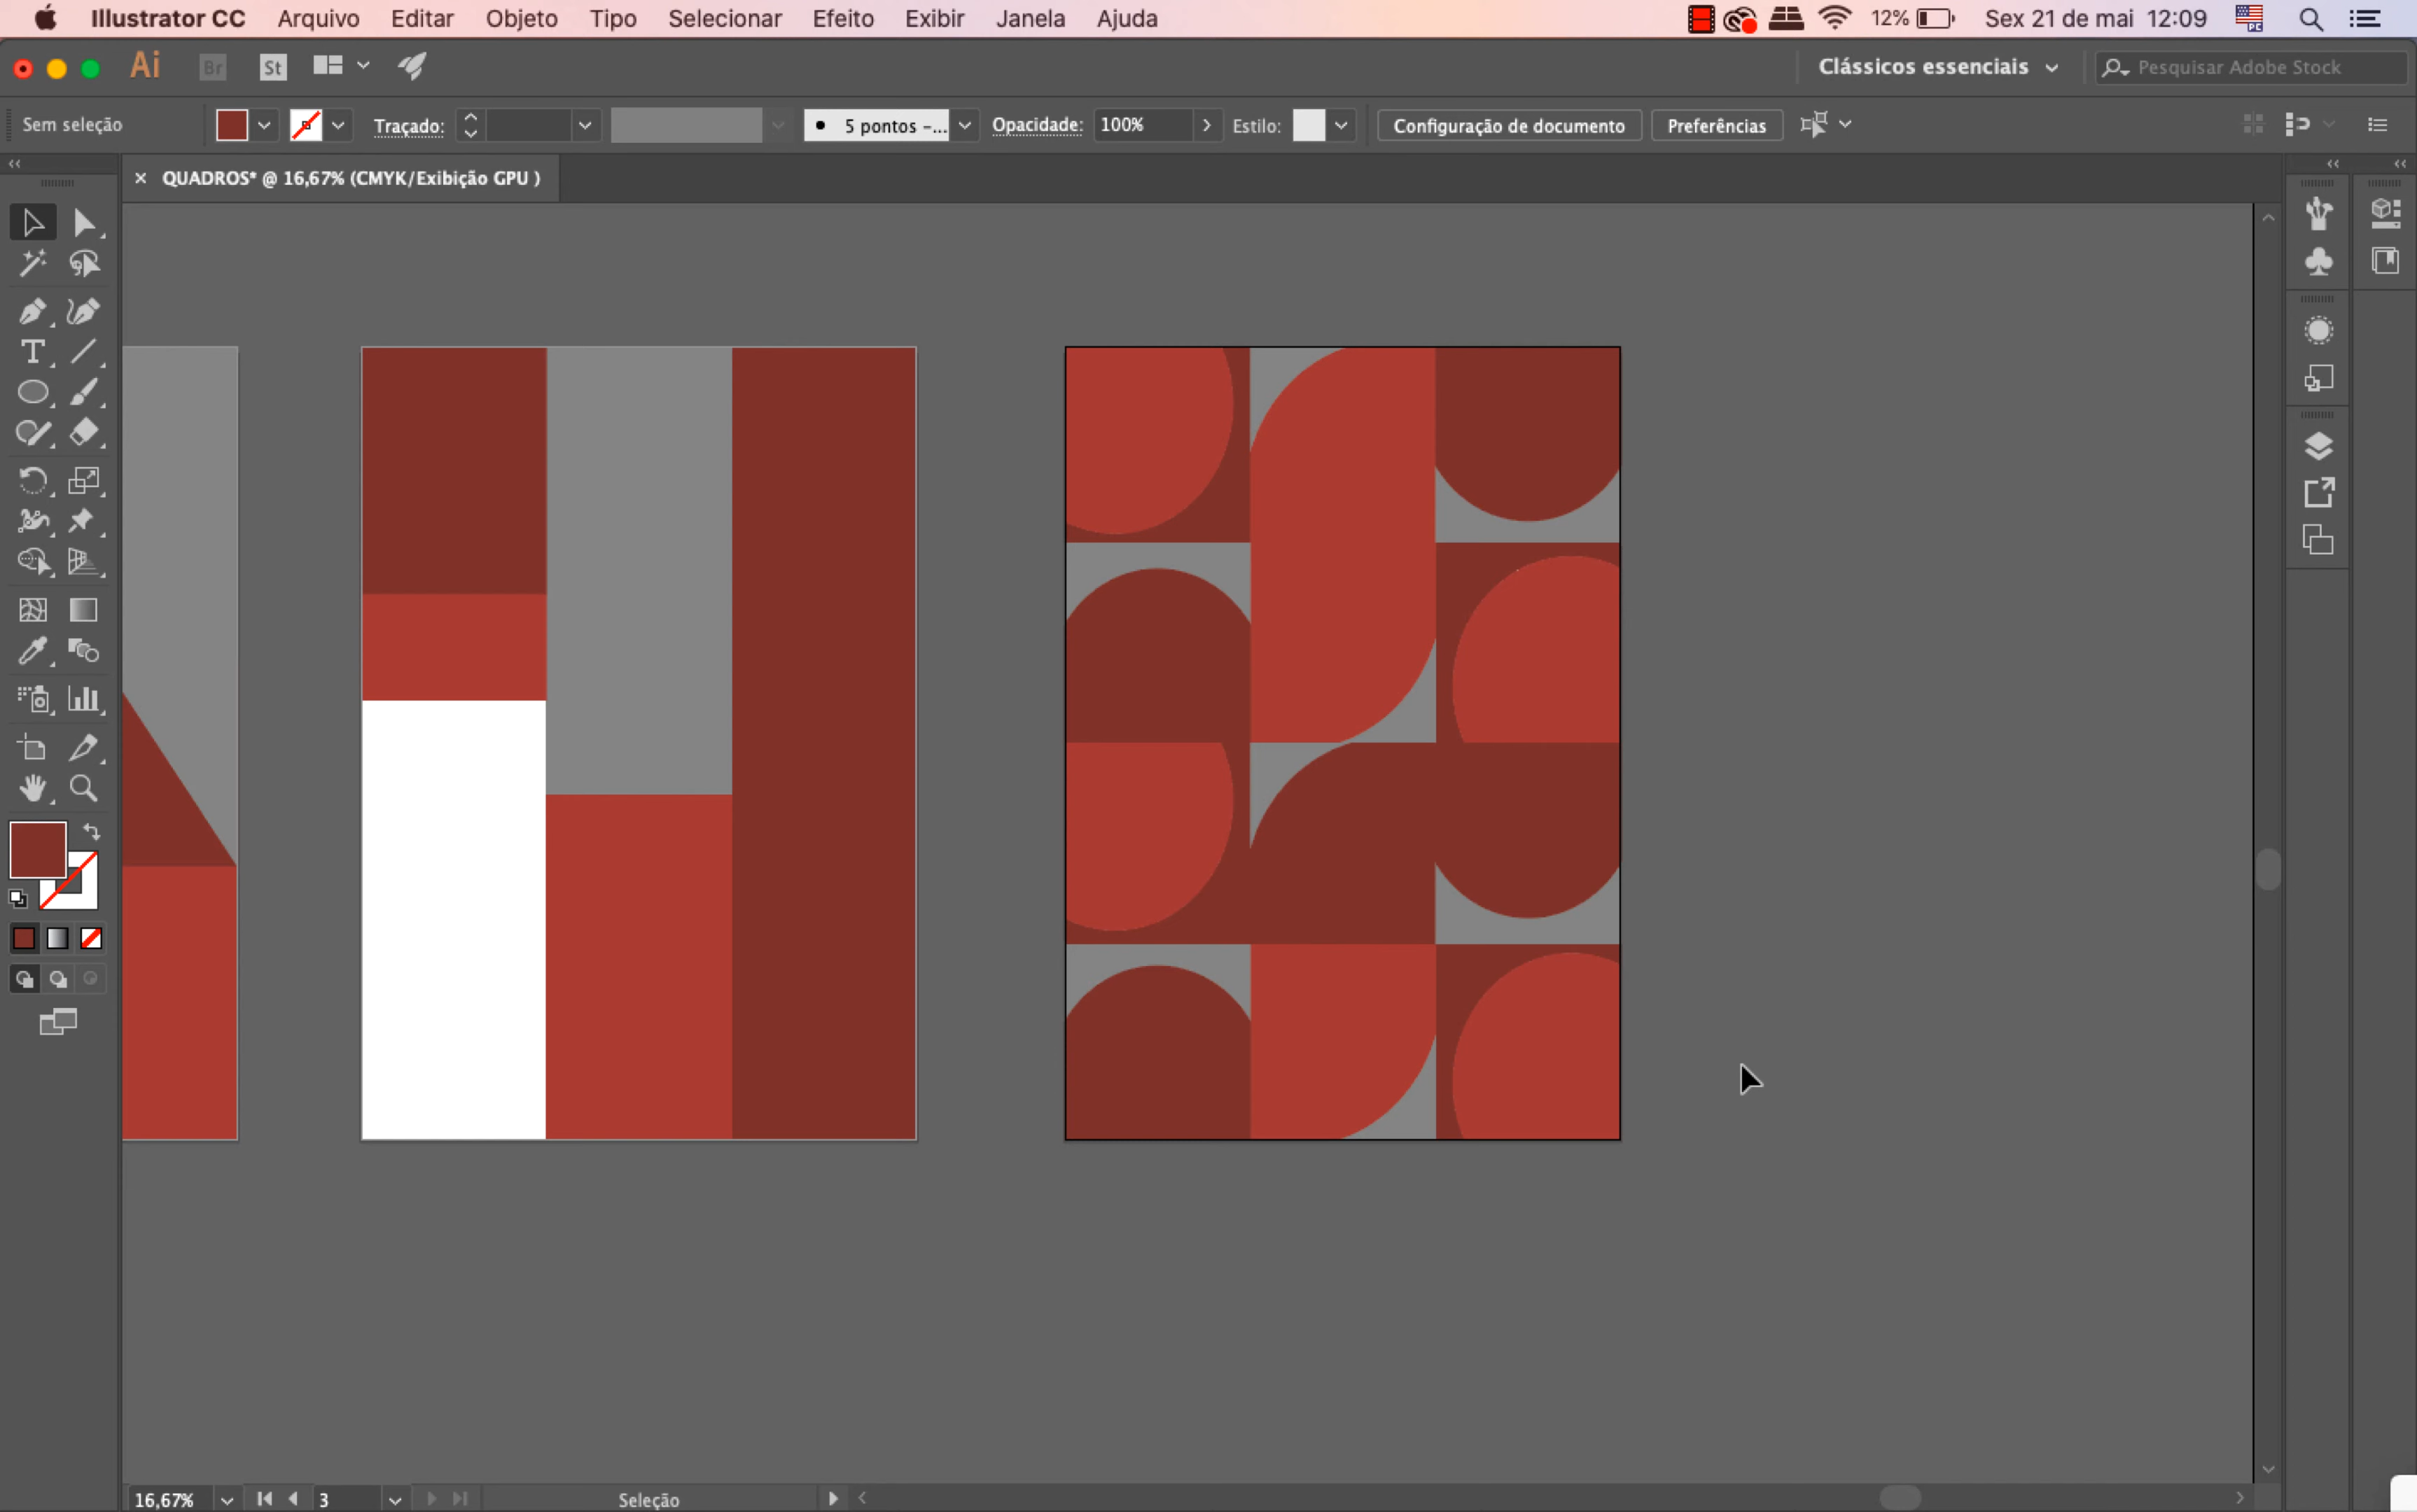 Illustrator CC Arquivo Editar Objeto Tipo Selecionar Efeito Exibir Janela Ajuda 12% Sex 21 de mai 12:09
Ai Br St Clássicos essenciais Pesquisar Adobe Stock
Sem seleção Traçado: 5 pontos -... Opacidade: 100% Estilo: Configuração de documento Preferências
× QUADROS* @ 16,67% (CMYK/Exibição GPU )
16,67% 3 Seleção